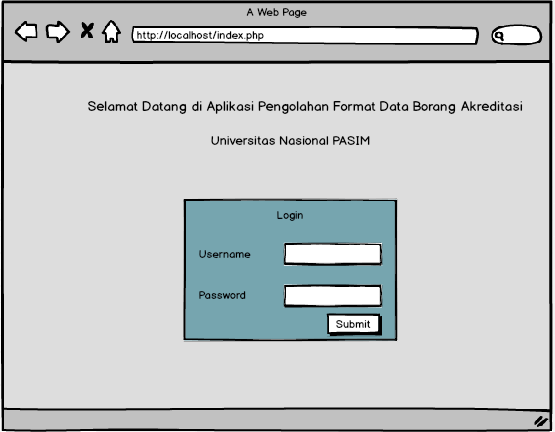 A Web Page
http://localhost/index.php
Selamat Datang di Aplikasi Pengolahan Format Data Borang Akreditasi
Universitas Nasional PASIM
Login
Username
Password
Submit